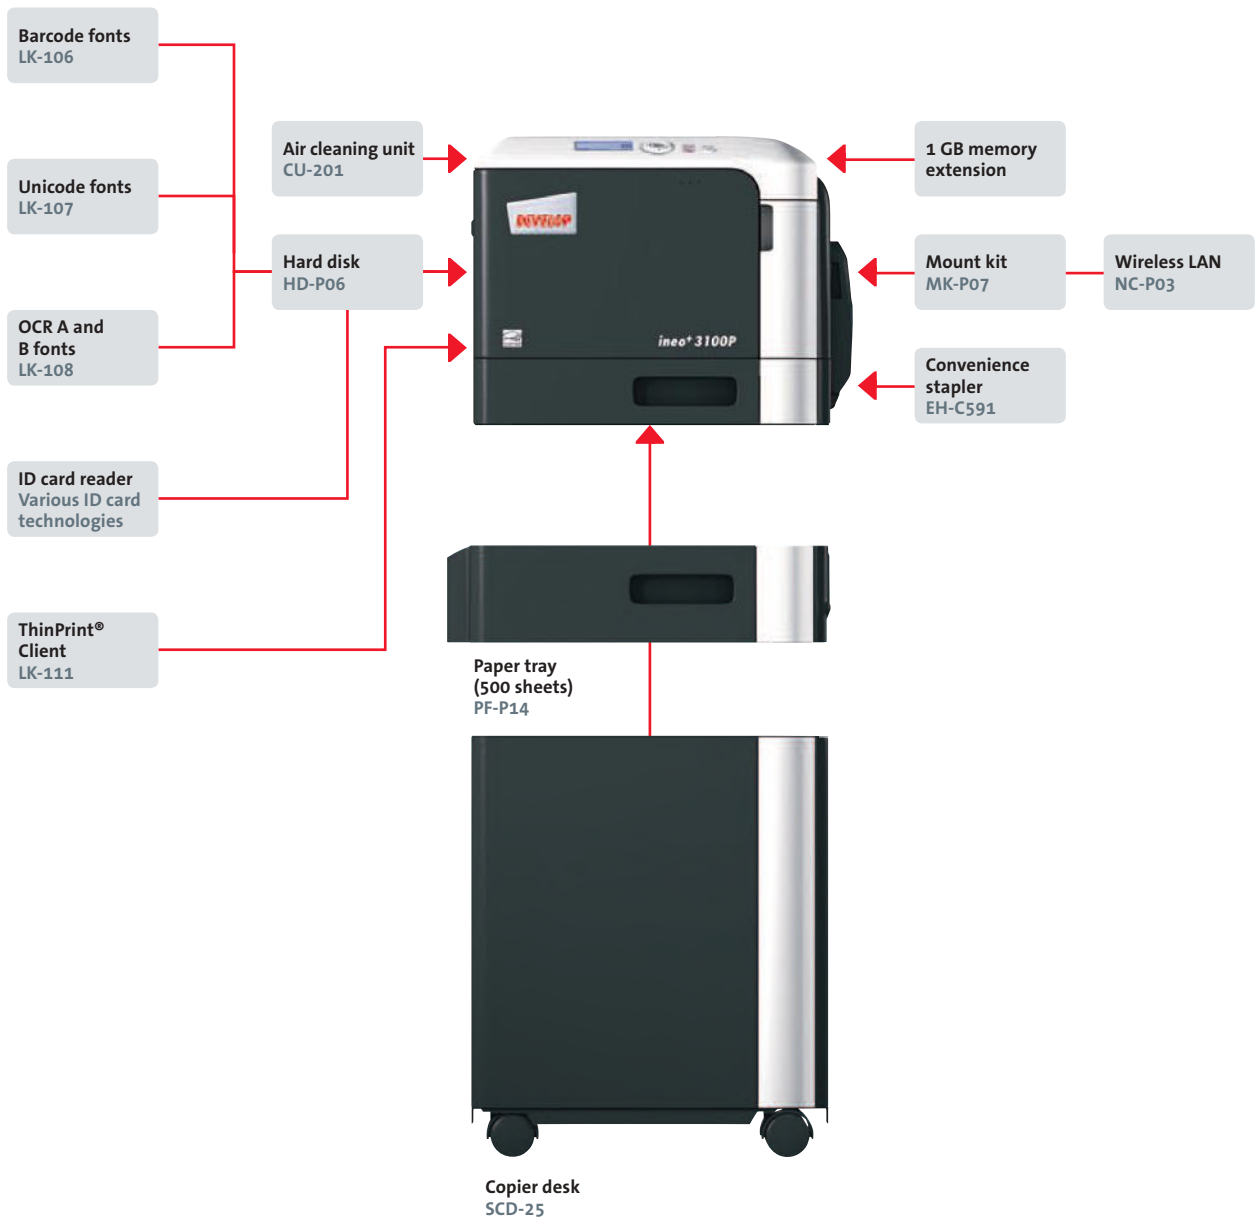 Barcode fonts
LK-106
Unicode fonts
LK-107
OCR A and
B fonts
LK-108
ID card reader
Various ID card
technologies
ThinPrint®
Client
LK-111
Air cleaning unit
CU-201
Hard disk
HD-P06
DEVELOP
ineo+ 3100P
1 GB memory
extension
Mount kit
MK-P07
Wireless LAN
NC-P03
Convenience
stapler
EH-C591
Paper tray
(500 sheets)
PF-P14
Copier desk
SCD-25